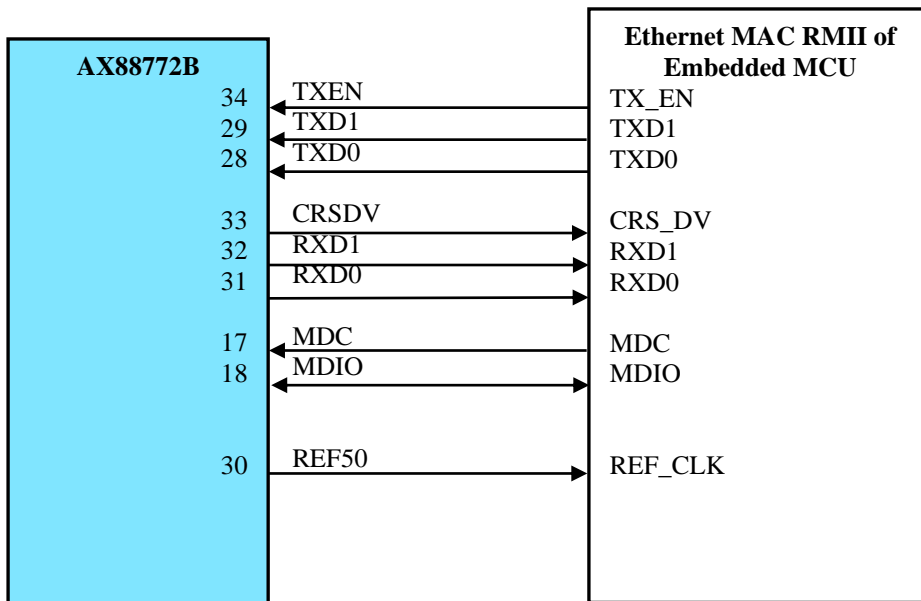 Ethernet MAC RMII of
Embedded MCU
AX88772B
34 TXEN TX_EN
29 TXD1 TXD1
28 TXD0 TXD0
33 CRSDV CRS_DV
32 RXD1 RXD1
31 RXD0 RXD0
17 MDC MDC
18 MDIO MDIO
30 REF50 REF_CLK